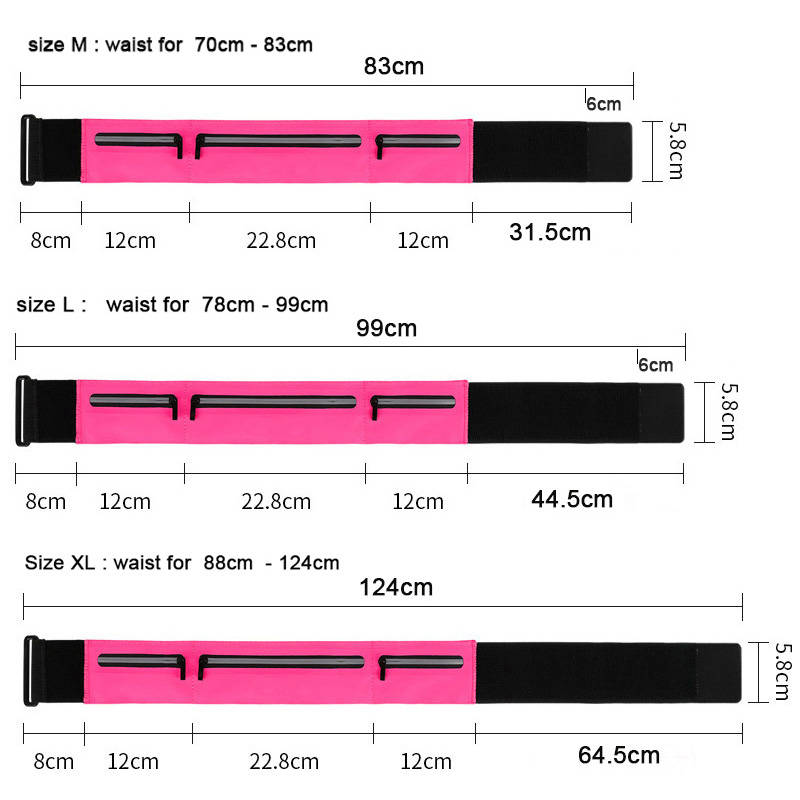 size M : waist for 70cm - 83cm
83cm
6cm
5.8cm
8cm 12cm 22.8cm 12cm 31.5cm
size L : waist for 78cm - 99cm
99cm
6cm
5.8cm
8cm 12cm 22.8cm 12cm 44.5cm
Size XL : waist for 88cm - 124cm
124cm
5.8cm
8cm 12cm 22.8cm 12cm 64.5cm